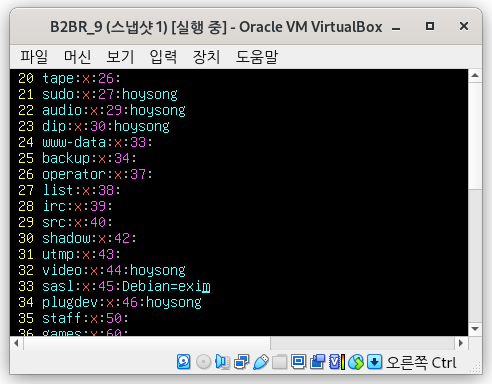 B2BR_9 (스냅샷 1) [실행 중] - Oracle VM VirtualBox
파일 머신 보기 입력 장치 도움말
20 tape:x:26:
21 sudo:x:27:hoysong
22 audio:x:29:hoysong
23 dip:x:30:hoysong
24 www-data:x:33:
25 backup:x:34:
26 operator:x:37:
27 list:x:38:
28 irc:x:39:
29 src:x:40:
30 shadow:x:42:
31 utmp:x:43:
32 video:x:44:hoysong
33 sasl:x:45:Debian=exim
34 plugdev:x:46:hoysong
35 staff:x:50:
36 games:x:60:
오른쪽 Ctrl